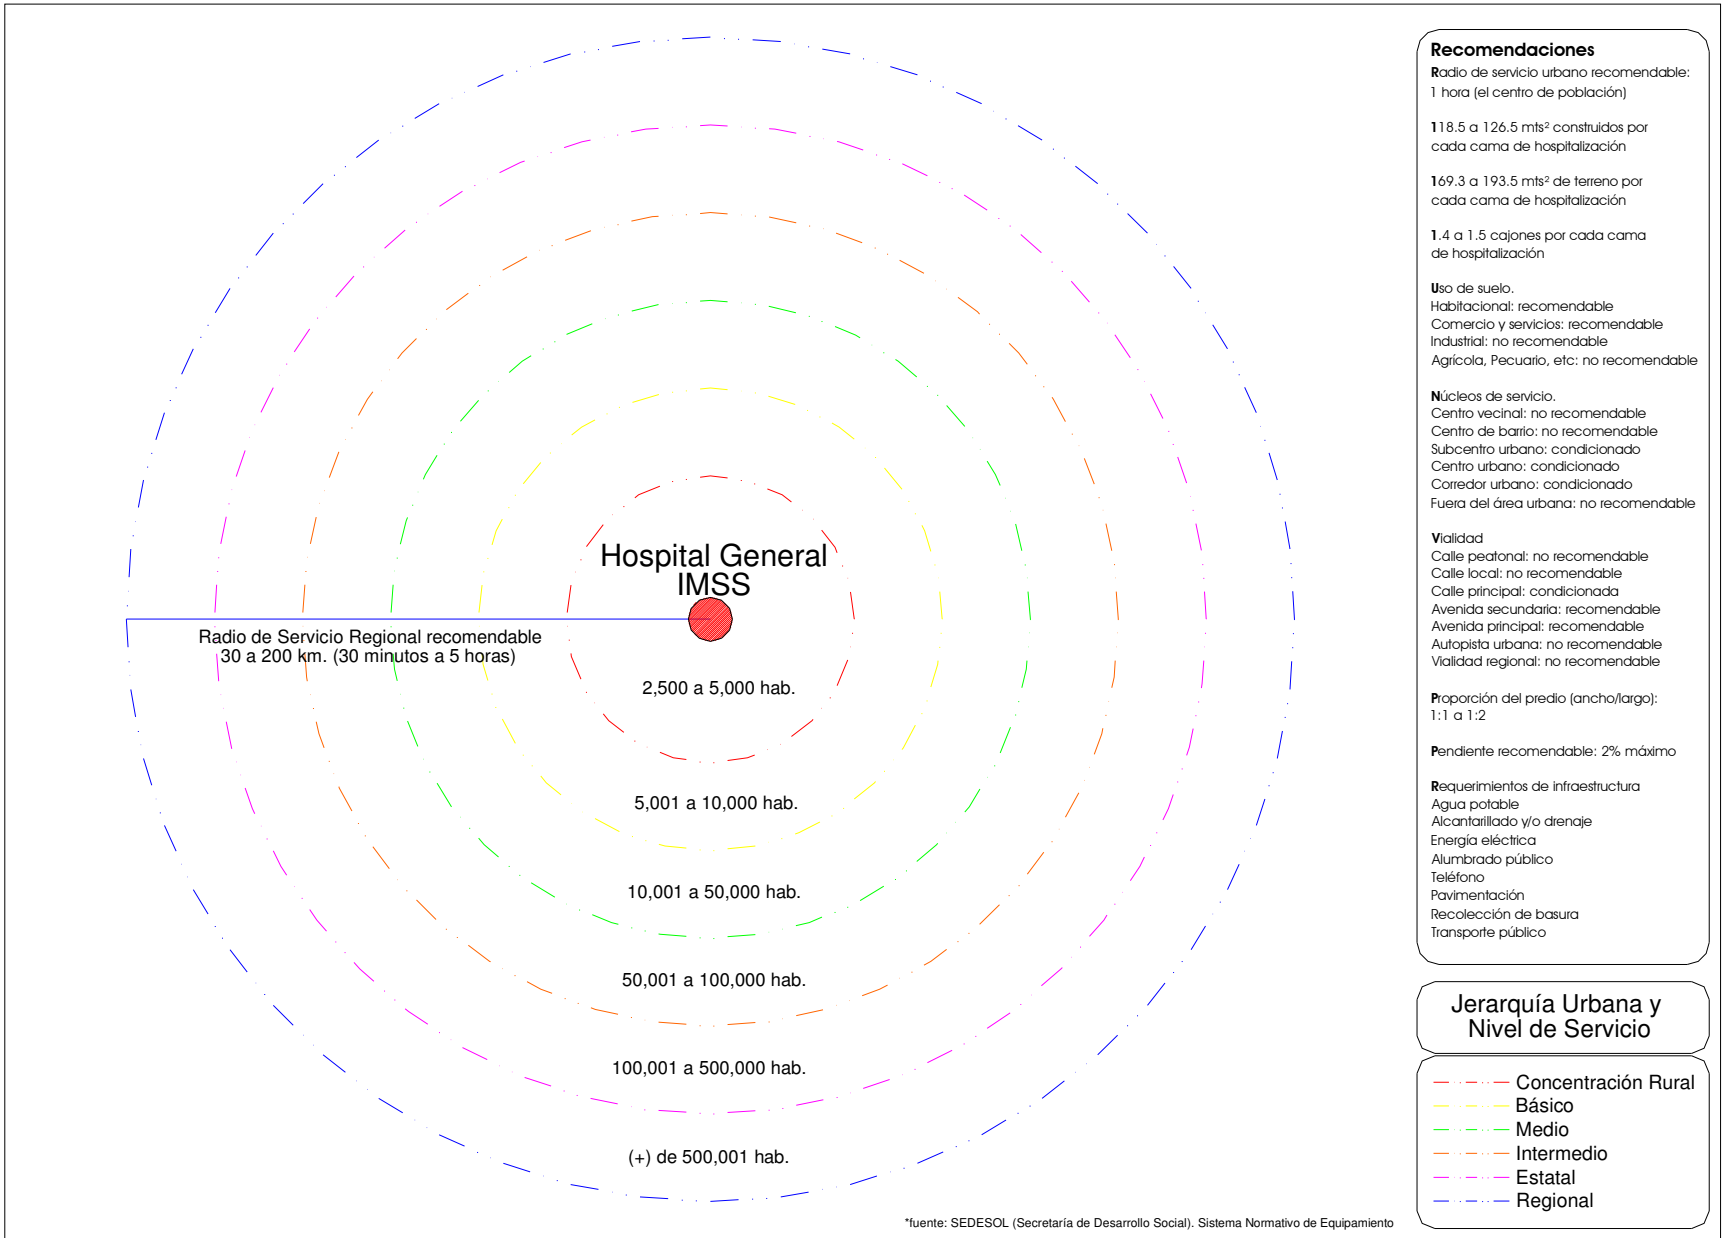 Hospital General
IMSS
Radio de Servicio Regional recomendable
30 a 200 km. (30 minutos a 5 horas)
2,500 a 5,000 hab.
5,001 a 10,000 hab.
10,001 a 50,000 hab.
50,001 a 100,000 hab.
100,001 a 500,000 hab.
(+) de 500,001 hab.
*fuente: SEDESOL (Secretaría de Desarrollo Social). Sistema Normativo de Equipamiento
Recomendaciones
Radio de servicio urbano recomendable:
1 hora (el centro de población)
118.5 a 126.5 mts² construidos por
cada cama de hospitalización
169.3 a 193.5 mts² de terreno por
cada cama de hospitalización
1.4 a 1.5 cajones por cada cama
de hospitalización
Uso de suelo.
Habitacional: recomendable
Comercio y servicios: recomendable
Industrial: no recomendable
Agrícola, Pecuario, etc: no recomendable
Núcleos de servicio.
Centro vecinal: no recomendable
Centro de barrio: no recomendable
Subcentro urbano: condicionado
Centro urbano: condicionado
Corredor urbano: condicionado
Fuera del área urbana: no recomendable
Vialidad
Calle peatonal: no recomendable
Calle local: no recomendable
Calle principal: condicionada
Avenida secundaria: recomendable
Avenida principal: recomendable
Autopista urbana: no recomendable
Vialidad regional: no recomendable
Proporción del predio (ancho/largo):
1:1 a 1:2
Pendiente recomendable: 2% máximo
Requerimientos de infraestructura
Agua potable
Alcantarillado y/o drenaje
Energía eléctrica
Alumbrado público
Teléfono
Pavimentación
Recolección de basura
Transporte público
Jerarquía Urbana y
Nivel de Servicio
Concentración Rural
Básico
Medio
Intermedio
Estatal
Regional